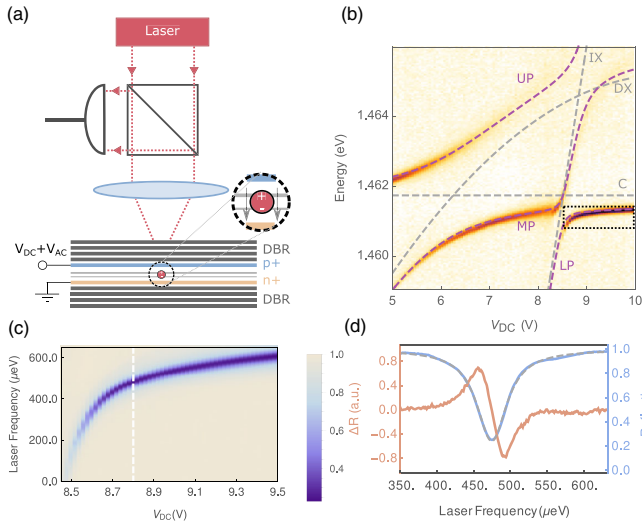 (a)
Laser
+
-
V_DC+V_AC
DBR
p+
n+
DBR
(b)
IX
UP
DX
C
MP
LP
1.464
1.462
1.460
Energy (eV)
5
6
7
8
9
10
V_DC (V)
(c)
600.0
400.0
200.0
0.0
Laser Frequency (μeV)
8.5
8.7
8.9
9.1
9.3
9.5
V_DC(V)
1.0
0.8
0.6
0.4
(d)
0.8
0.4
0.0
-0.4
-0.8
ΔR (a.u.)
1.0
0.8
0.6
0.4
0.2
0.0
350.
400.
450.
500.
550.
600.
Laser Frequency(μeV)